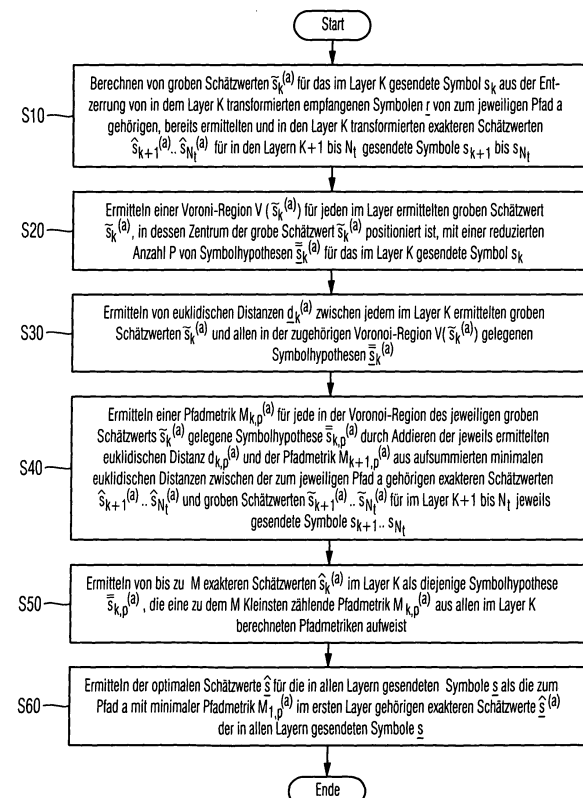 Start
S10
Berechnen von groben Schätzwerten s̃k(a) für das im Layer K gesendete Symbol sk aus der Ent-
zerrung von in dem Layer K transformierten empfangenen Symbolen r von zum jeweiligen Pfad a
gehörigen, bereits ermittelten und in den Layer K transformierten exakteren Schätzwerten
ŝk+1(a)..ŝNt(a) für in den Layern K+1 bis Nt gesendete Symbole sk+1 bis sNt
S20
Ermitteln einer Voroni-Region V (s̃k(a)) für jeden im Layer ermittelten groben Schätzwert
s̃k(a), in dessen Zentrum der grobe Schätzwert s̃k(a) positioniert ist, mit einer reduzierten
Anzahl P von Symbolhypothesen s̿k(a) für das im Layer K gesendete Symbol sk
S30
Ermitteln von euklidischen Distanzen dk(a) zwischen jedem im Layer K ermittelten groben
Schätzwerten s̃k(a) und allen in der zugehörigen Voronoi-Region V(s̃k(a)) gelegenen
Symbolhypothesen s̿k(a)
S40
Ermitteln einer Pfadmetrik Mk,p(a) für jede in der Voronoi-Region des jeweiligen groben
Schätzwerts s̃k(a) gelegene Symbolhypothese s̿k,p(a) durch Addieren der jeweils ermittelten
euklidischen Distanz dk,p(a) und der Pfadmetrik Mk+1,p(a) aus aufsummierten minimalen
euklidischen Distanzen zwischen der zum jeweiligen Pfad a gehörigen exakteren Schätzwerten
ŝk+1(a)..ŝNt(a) und groben Schätzwerten s̃k+1(a)..s̃Nt(a) für im Layer K+1 bis Nt jeweils
gesendete Symbole sk+1..sNt
S50
Ermitteln von bis zu M exakteren Schätzwerten ŝk(a) im Layer K als diejenige Symbolhypothese
s̿k,p(a), die eine zu dem M Kleinsten zählende Pfadmetrik Mk,p(a) aus allen im Layer K
berechneten Pfadmetriken aufweist
S60
Ermitteln der optimalen Schätzwerte ŝ für die in allen Layern gesendeten Symbole s als die zum
Pfad a mit minimaler Pfadmetrik M1,p(a) im ersten Layer gehörigen exakteren Schätzwerte ŝ(a)
der in allen Layern gesendeten Symbole s
Ende